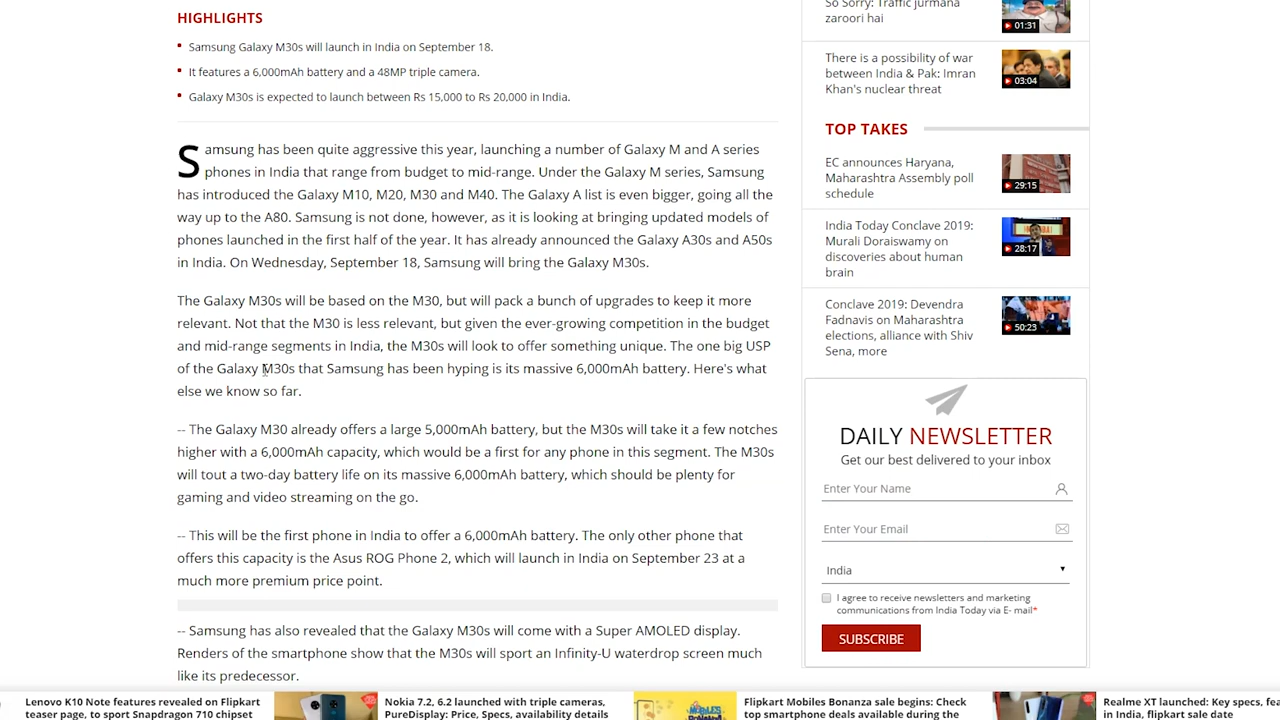 HIGHLIGHTS
Samsung Galaxy M30s will launch in India on September 18.
It features a 6,000mAh battery and a 48MP triple camera.
Galaxy M30s is expected to launch between Rs 15,000 to Rs 20,000 in India.
Samsung has been quite aggressive this year, launching a number of Galaxy M and A series
phones in India that range from budget to mid-range. Under the Galaxy M series, Samsung
has introduced the Galaxy M10, M20, M30 and M40. The Galaxy A list is even bigger, going all the
way up to the A80. Samsung is not done, however, as it is looking at bringing updated models of
phones launched in the first half of the year. It has already announced the Galaxy A30s and A50s
in India. On Wednesday, September 18, Samsung will bring the Galaxy M30s.
The Galaxy M30s will be based on the M30, but will pack a bunch of upgrades to keep it more
relevant. Not that the M30 is less relevant, but given the ever-growing competition in the budget
and mid-range segments in India, the M30s will look to offer something unique. The one big USP
of the Galaxy M30s that Samsung has been hyping is its massive 6,000mAh battery. Here's what
else we know so far.
-- The Galaxy M30 already offers a large 5,000mAh battery, but the M30s will take it a few notches
higher with a 6,000mAh capacity, which would be a first for any phone in this segment. The M30s
will tout a two-day battery life on its massive 6,000mAh battery, which should be plenty for
gaming and video streaming on the go.
-- This will be the first phone in India to offer a 6,000mAh battery. The only other phone that
offers this capacity is the Asus ROG Phone 2, which will launch in India on September 23 at a
much more premium price point.
-- Samsung has also revealed that the Galaxy M30s will come with a Super AMOLED display.
Renders of the smartphone show that the M30s will sport an Infinity-U waterdrop screen much
like its predecessor.
So Sorry: Traffic jurmana
zaroori hai
01:31
There is a possibility of war
between India & Pak: Imran
Khan's nuclear threat
03:04
TOP TAKES
EC announces Haryana,
Maharashtra Assembly poll
schedule
29:15
India Today Conclave 2019:
Murali Doraiswamy on
discoveries about human
brain
28:17
Conclave 2019: Devendra
Fadnavis on Maharashtra
elections, alliance with Shiv
Sena, more
50:23
DAILY NEWSLETTER
Get our best delivered to your inbox
Enter Your Name
Enter Your Email
India
I agree to receive newsletters and marketing
communications from India Today via E- mail*
SUBSCRIBE
Lenovo K10 Note features revealed on Flipkart
teaser page, to sport Snapdragon 710 chipset
Nokia 7.2, 6.2 launched with triple cameras,
PureDisplay: Price, Specs, availability details
Flipkart Mobiles Bonanza sale begins: Check
top smartphone deals available during the
Realme XT launched: Key specs, fea
in India, flipkart sale date